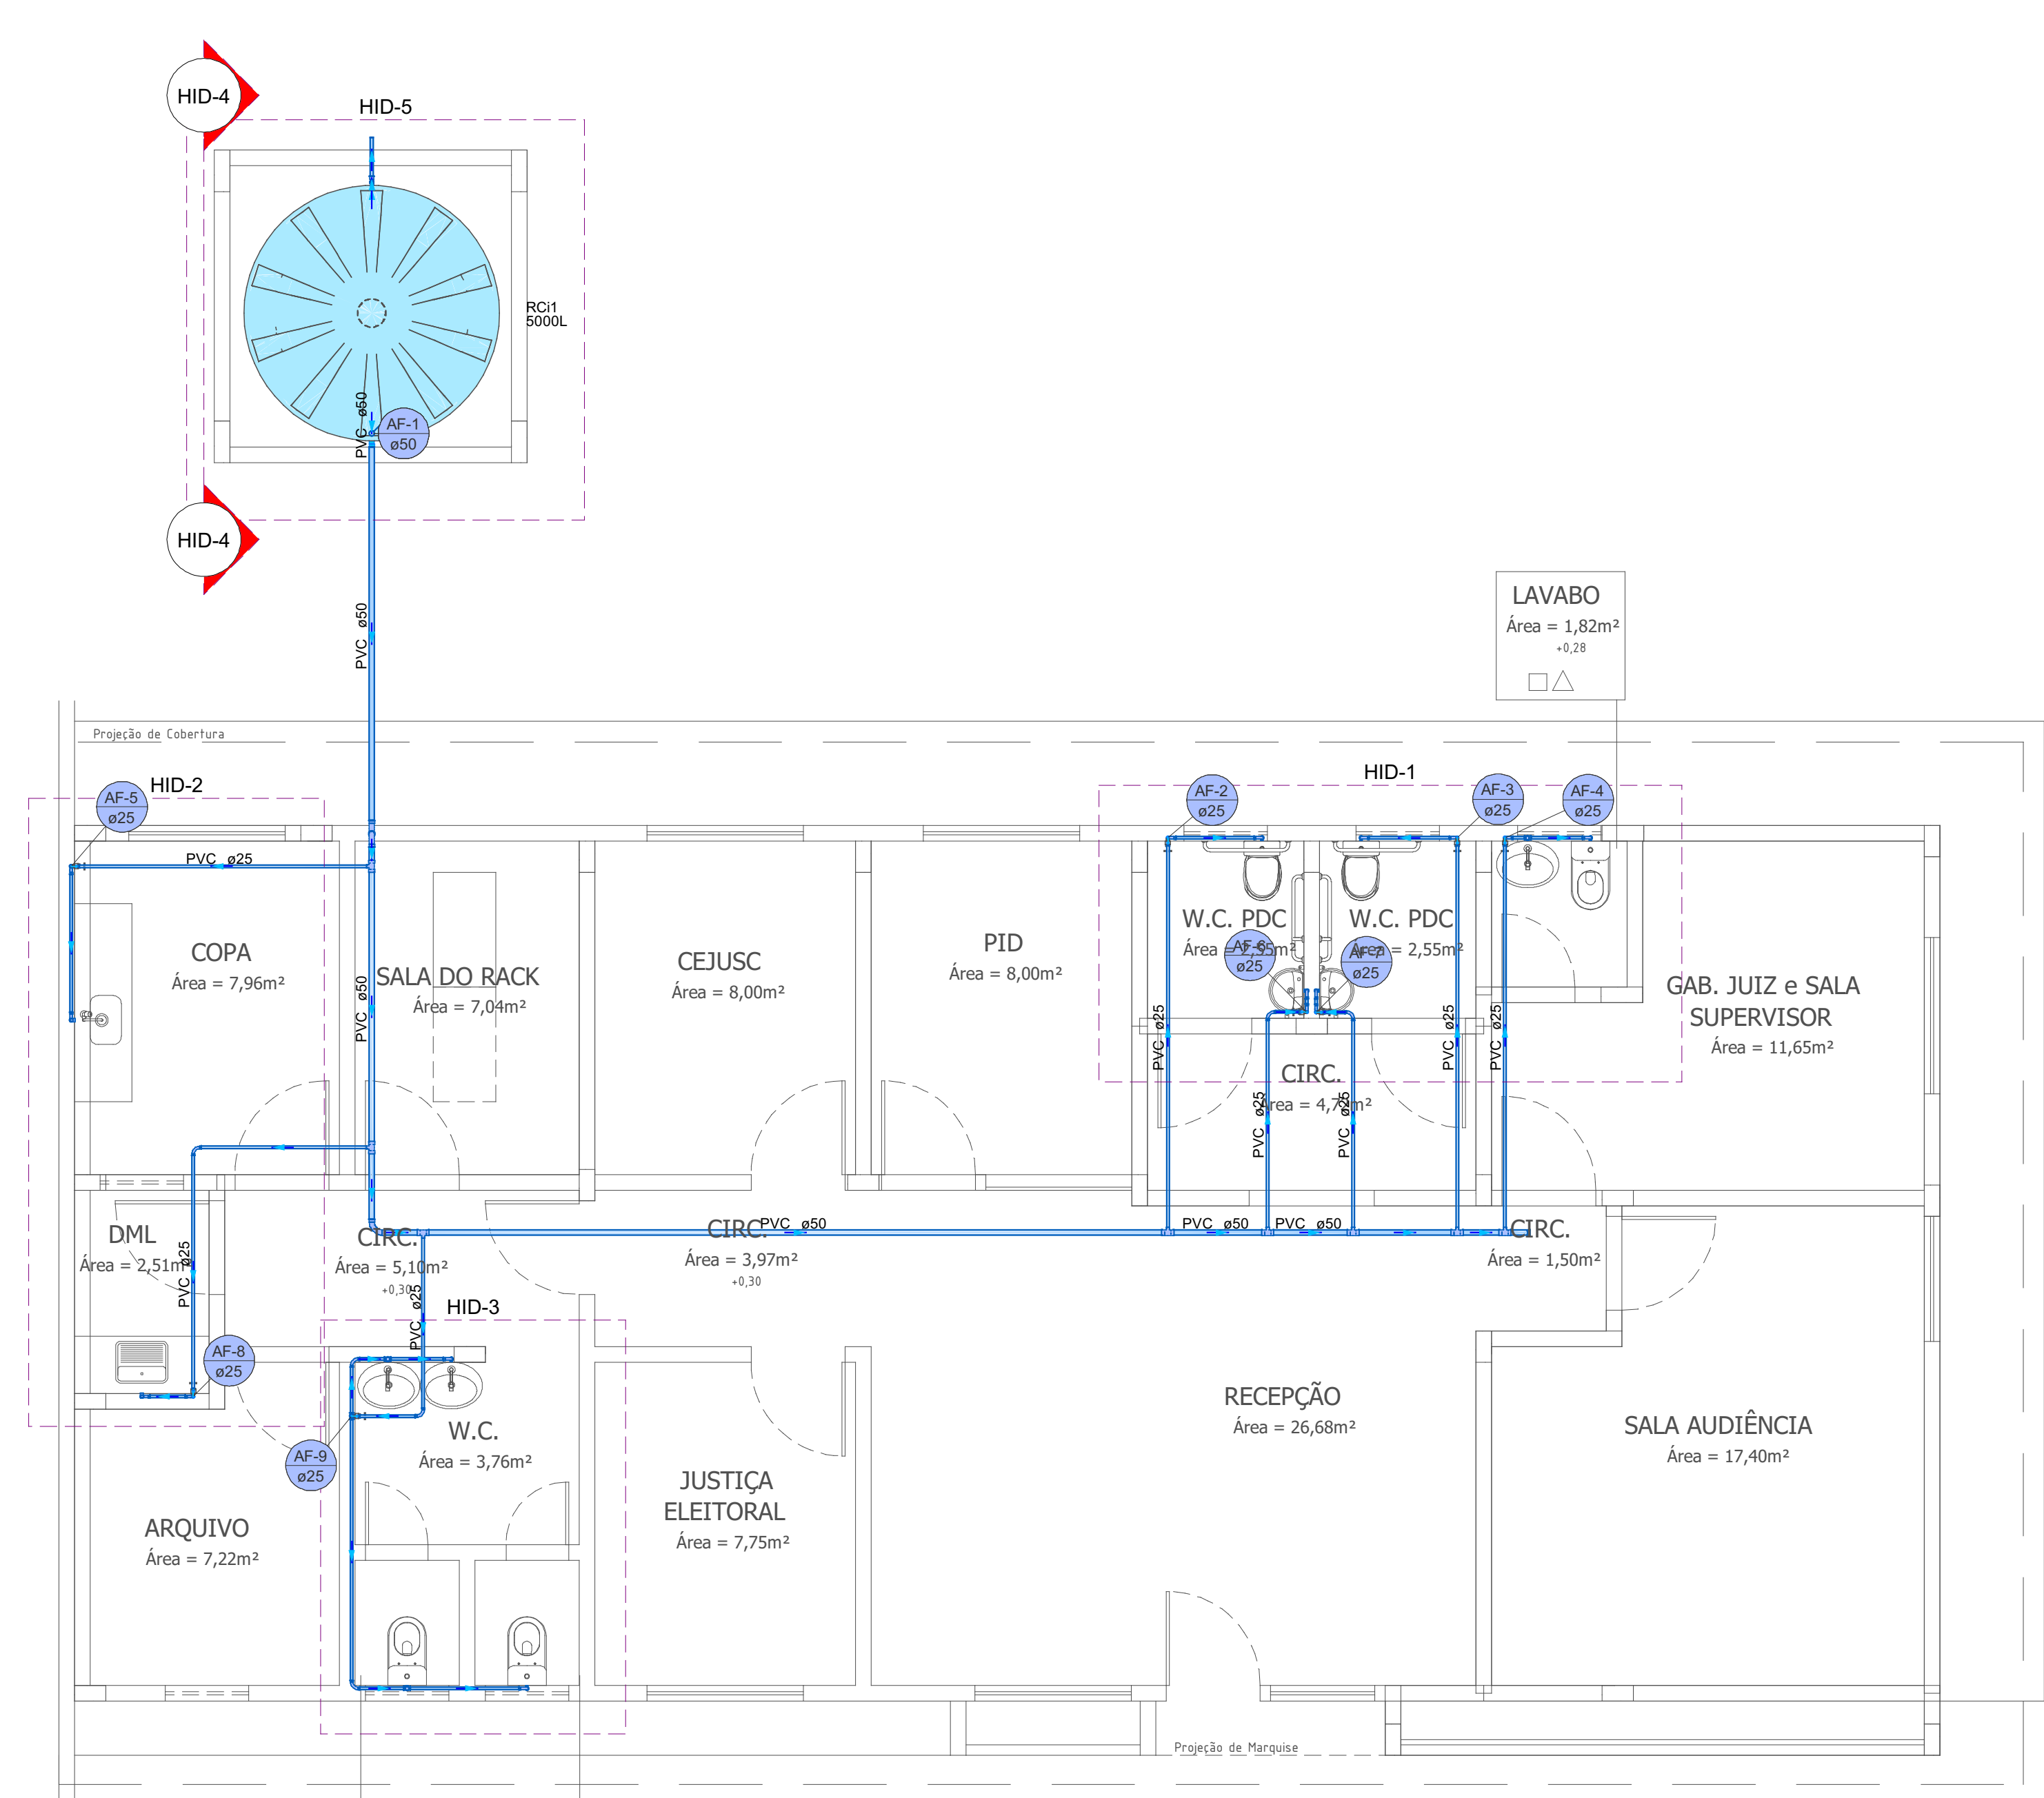 HID-4
HID-5
RCi1
5000L
PVC ø50
AF-1
ø50
HID-4
PVC ø50
LAVABO
Área = 1,82m²
+0,28
Projeção de Cobertura
HID-2
AF-5
ø25
HID-1
AF-2
ø25
AF-3
ø25
AF-4
ø25
PVC ø25
COPA
Área = 7,96m²
SALA DO RACK
Área = 7,04m²
PVC ø50
CEJUSC
Área = 8,00m²
PID
Área = 8,00m²
W.C. PDC
Área = 2,55m²
AF-6
ø25
W.C. PDC
Área = 2,55m²
AF-7
ø25
GAB. JUIZ e SALA
SUPERVISOR
Área = 11,65m²
PVC ø25
PVC ø25
PVC ø25
CIRC.
PVC ø25
PVC ø25
DML
Área = 2,51m²
PVC ø25
CIRC.
Área = 5,10m²
+0,30
PVC ø25
CIRC.
PVC ø50
Área = 3,97m²
+0,30
PVC ø50
PVC ø50
CIRC.
Área = 1,50m²
HID-3
AF-8
ø25
AF-9
ø25
W.C.
Área = 3,76m²
RECEPÇÃO
Área = 26,68m²
SALA AUDIÊNCIA
Área = 17,40m²
JUSTIÇA
ELEITORAL
Área = 7,75m²
ARQUIVO
Área = 7,22m²
Projeção de Marquise